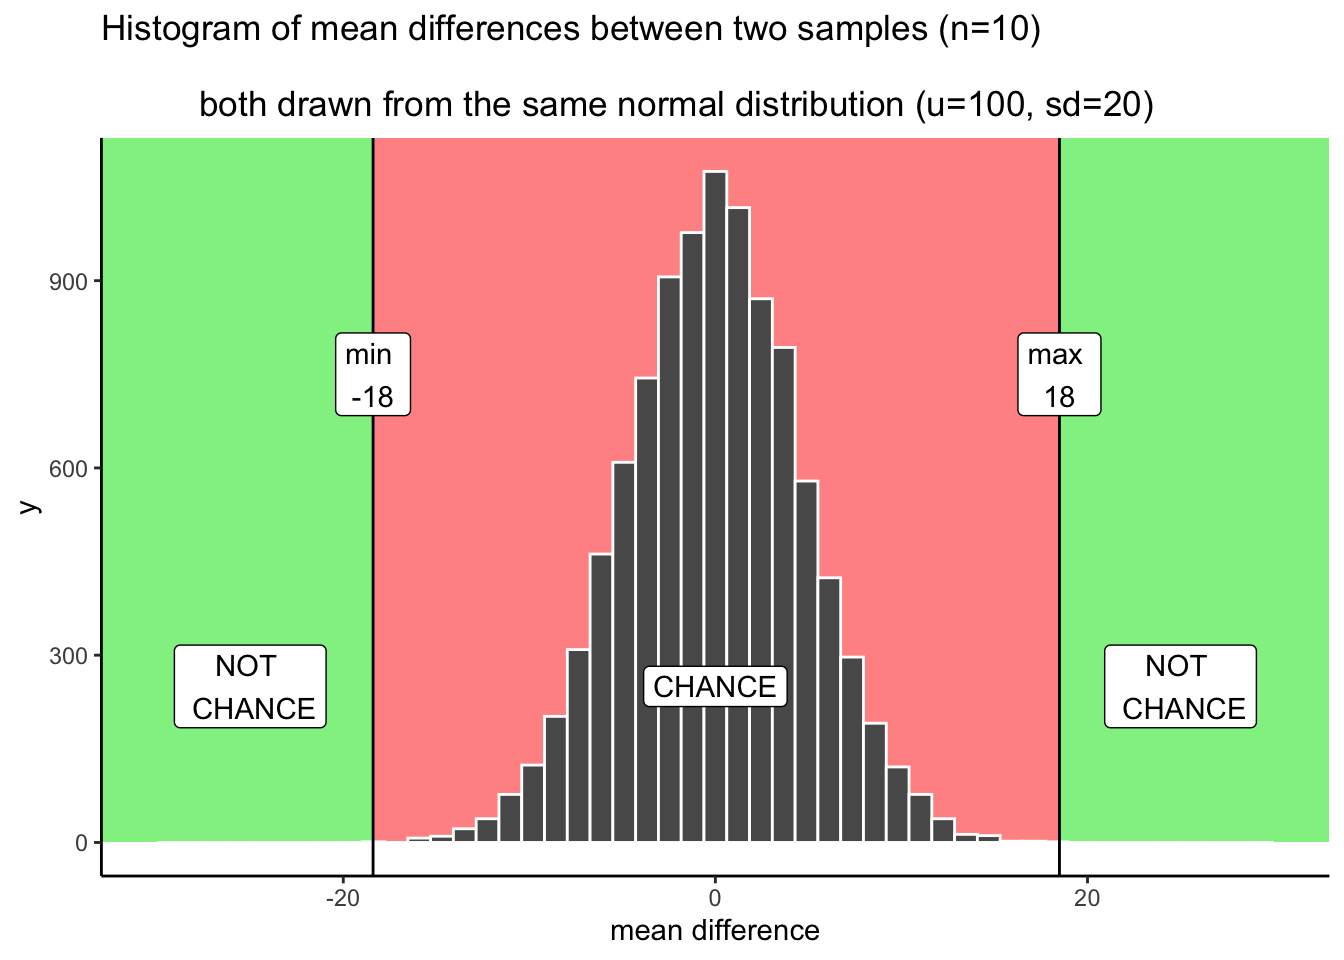 Histogram of mean differences between two samples (n=10)
both drawn from the same normal distribution (u=100, sd=20)
900
600
300
0
y
min
-18
max
18
NOT
CHANCE
CHANCE
NOT
CHANCE
-20
0
20
mean difference